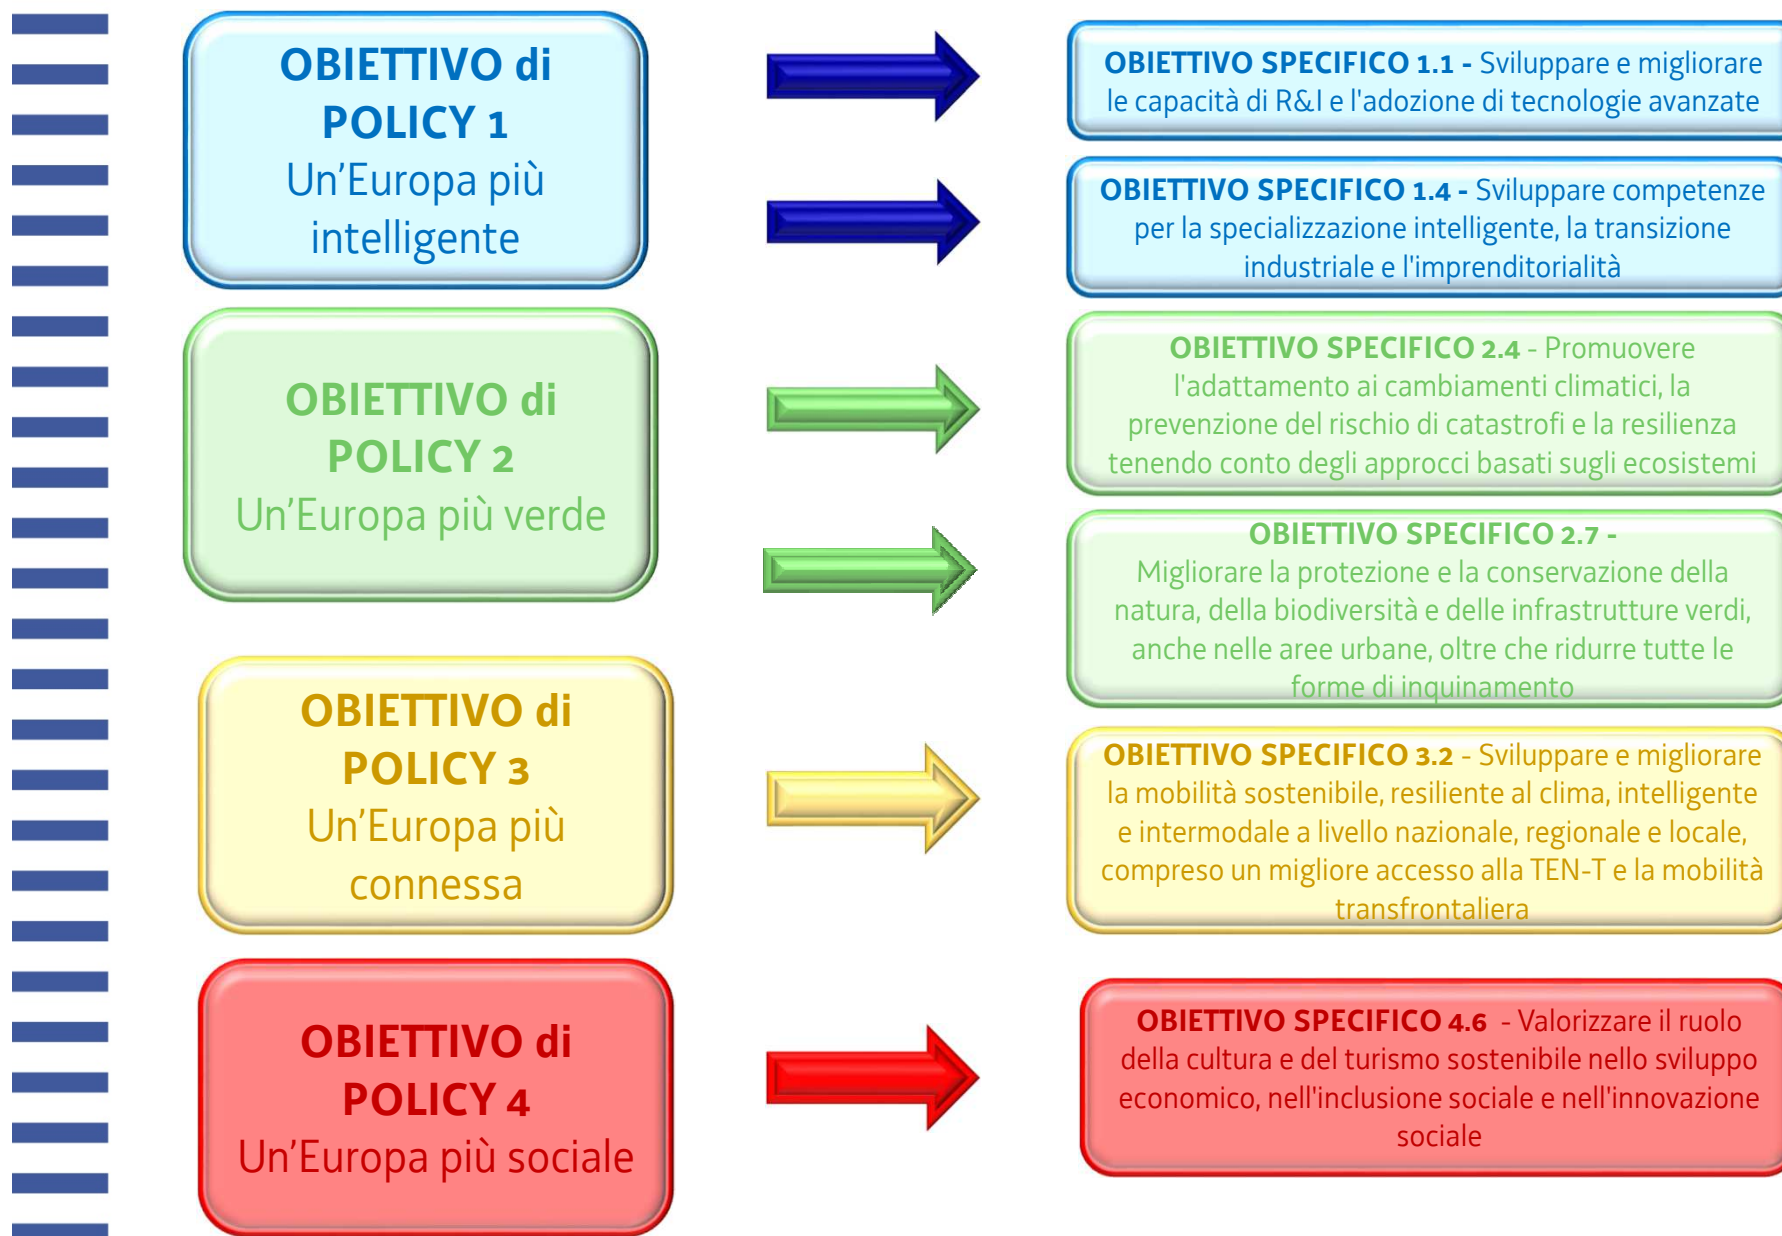 OBIETTIVO di
POLICY 1
Un’Europa più
intelligente
OBIETTIVO SPECIFICO 1.1 - Sviluppare e migliorare
le capacità di R&I e l'adozione di tecnologie avanzate
OBIETTIVO SPECIFICO 1.4 - Sviluppare competenze
per la specializzazione intelligente, la transizione
industriale e l'imprenditorialità
OBIETTIVO di
POLICY 2
Un’Europa più verde
OBIETTIVO SPECIFICO 2.4 - Promuovere
l'adattamento ai cambiamenti climatici, la
prevenzione del rischio di catastrofi e la resilienza
tenendo conto degli approcci basati sugli ecosistemi
OBIETTIVO SPECIFICO 2.7 -
Migliorare la protezione e la conservazione della
natura, della biodiversità e delle infrastrutture verdi,
anche nelle aree urbane, oltre che ridurre tutte le
forme di inquinamento
OBIETTIVO di
POLICY 3
Un’Europa più
connessa
OBIETTIVO SPECIFICO 3.2 - Sviluppare e migliorare
la mobilità sostenibile, resiliente al clima, intelligente
e intermodale a livello nazionale, regionale e locale,
compreso un migliore accesso alla TEN-T e la mobilità
transfrontaliera
OBIETTIVO di
POLICY 4
Un’Europa più sociale
OBIETTIVO SPECIFICO 4.6 - Valorizzare il ruolo
della cultura e del turismo sostenibile nello sviluppo
economico, nell'inclusione sociale e nell'innovazione
sociale